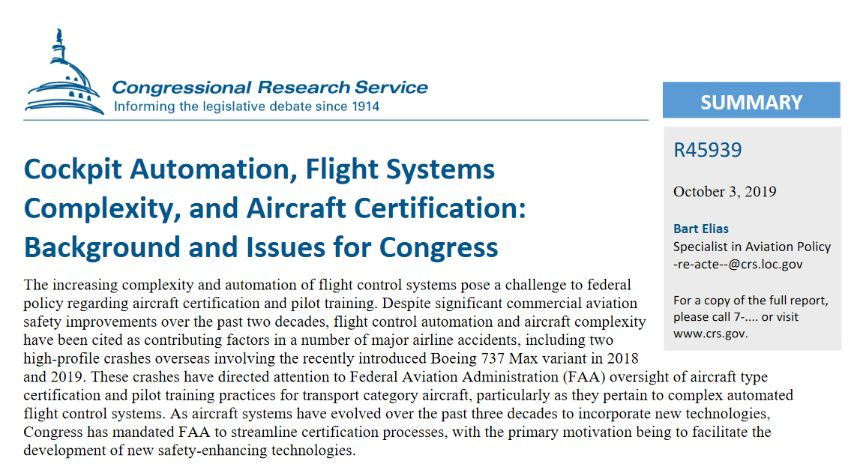 Congressional Research Service
Informing the legislative debate since 1914
SUMMARY
Cockpit Automation, Flight Systems
Complexity, and Aircraft Certification:
Background and Issues for Congress
R45939
October 3, 2019
Bart Elias
Specialist in Aviation Policy
-re-acte--@crs.loc.gov
For a copy of the full report,
please call 7-.... or visit
www.crs.gov.
The increasing complexity and automation of flight control systems pose a challenge to federal
policy regarding aircraft certification and pilot training. Despite significant commercial aviation
safety improvements over the past two decades, flight control automation and aircraft complexity
have been cited as contributing factors in a number of major airline accidents, including two
high-profile crashes overseas involving the recently introduced Boeing 737 Max variant in 2018
and 2019. These crashes have directed attention to Federal Aviation Administration (FAA) oversight of aircraft type
certification and pilot training practices for transport category aircraft, particularly as they pertain to complex automated
flight control systems. As aircraft systems have evolved over the past three decades to incorporate new technologies,
Congress has mandated FAA to streamline certification processes, with the primary motivation being to facilitate the
development of new safety-enhancing technologies.